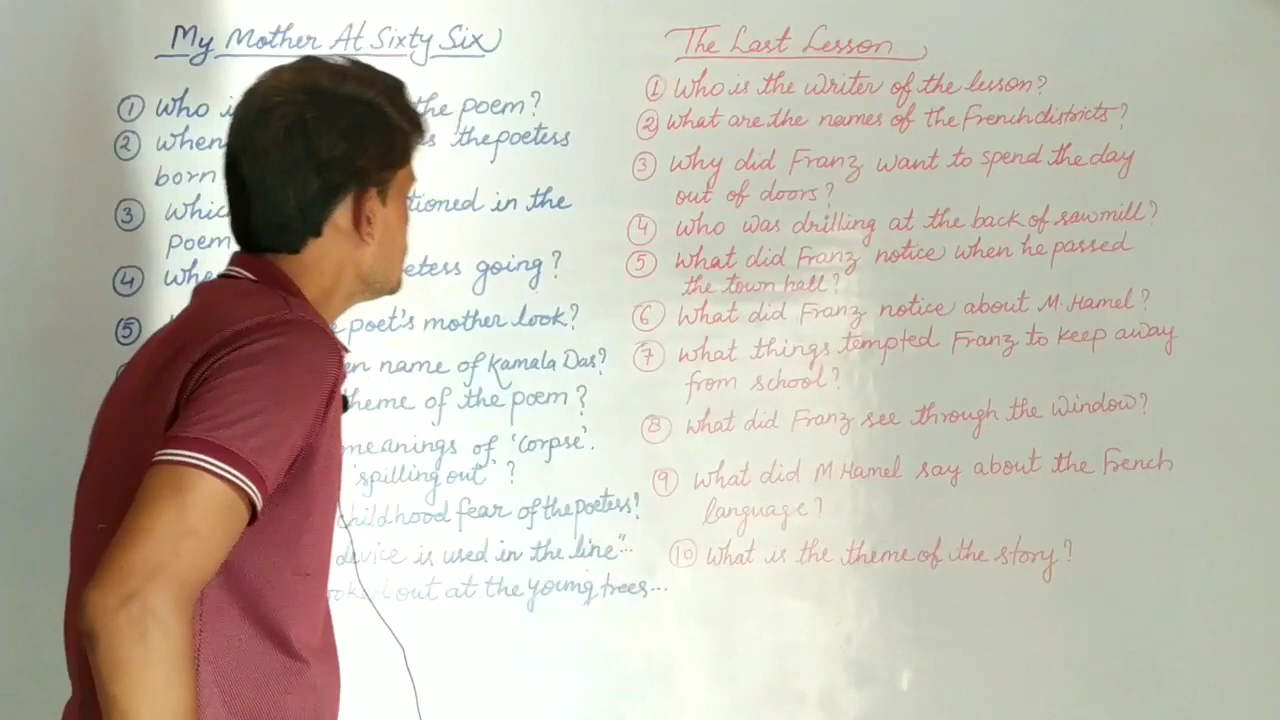 My Mother At Sixty Six
① Who the poem?
② when the poetess
born
③ tioned in the
poem
④ going?
⑤ poet's mother look?
name of Kamala Das?
theme of the poem?
meanings of 'corpse'.
'spilling out'?
childhood fear of the poetess?
device is used in the line"...
out at the young trees...
The Last Lesson
① Who is the writer of the lesson?
② What are the names of the French districts?
③ Why did Franz want to spend the day
out of doors?
④ Who was drilling at the back of sawmill?
⑤ What did Franz notice when he passed
the town hall?
⑥ What did Franz notice about M. Hamel?
⑦ What things tempted Franz to keep away
from school?
⑧ What did Franz see through the window?
⑨ What did M Hamel say about the French
language?
⑩ What is the theme of the story?